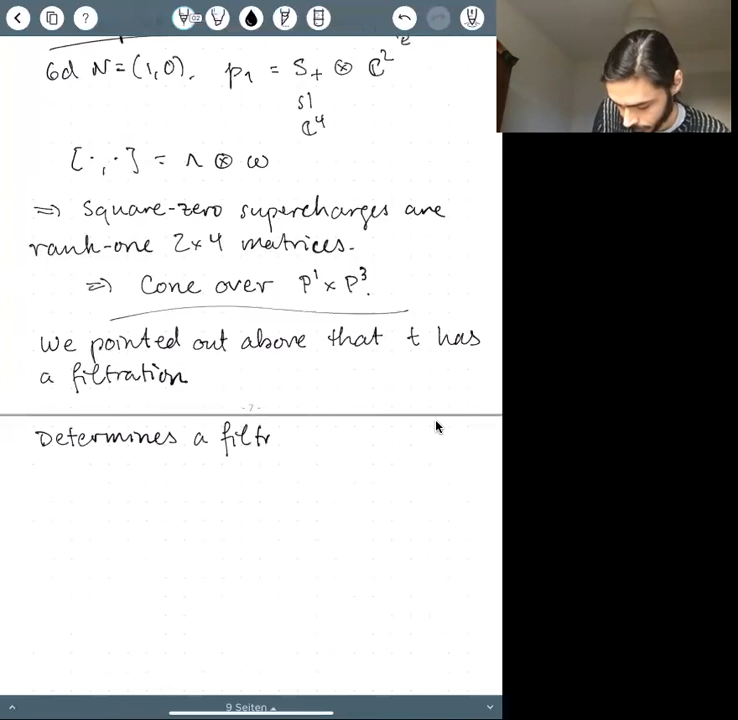 6d N=(1,0). p₁ = S₊ ⊗ ℂ²
S|
ℂ⁴
[·,·] = ∧ ⊗ ω
=> Square-zero supercharges are
rank-one 2×4 matrices.
=> Cone over P¹ × P³.
We pointed out above that t has
a filtration
- 7 -
Determines a filtr
9 Seiten